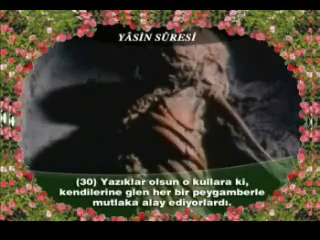 YÂSİN SÛRESİ
(30) Yazıklar olsun o kullara ki,
kendilerine glen her bir peygamberle
mutlaka alay ediyorlardı.